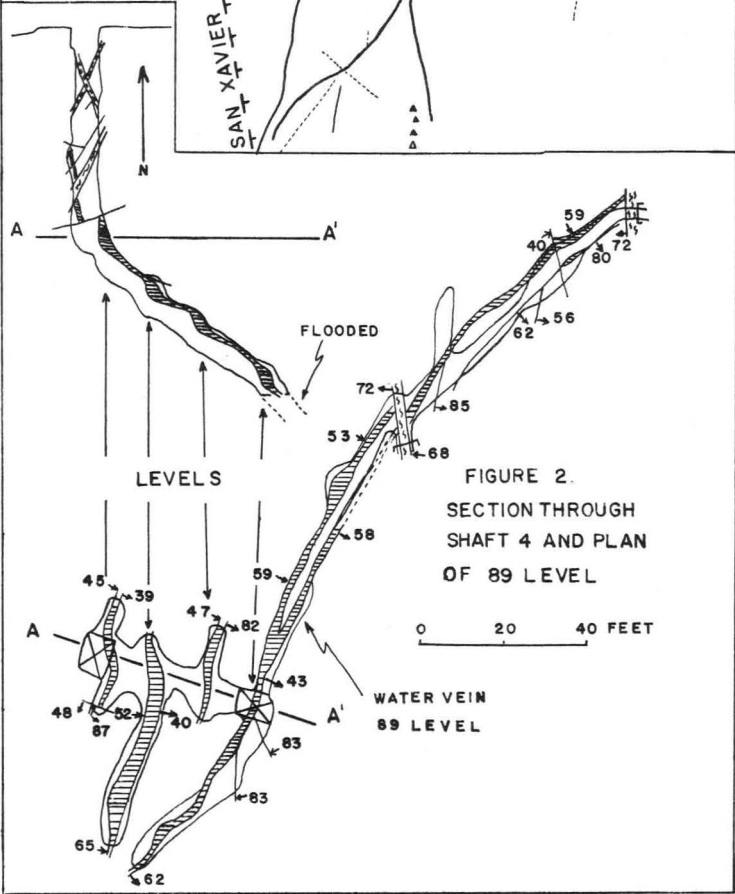 SAN XAVIER
N
A A'
FLOODED
LEVELS
FIGURE 2.
SECTION THROUGH
SHAFT 4 AND PLAN
OF 89 LEVEL
0 20 40 FEET
WATER VEIN
89 LEVEL
59
40
72
80
62
56
72
85
53
68
58
59
45
39
47
82
A
43
48
87
52
40
A'
83
83
65
62